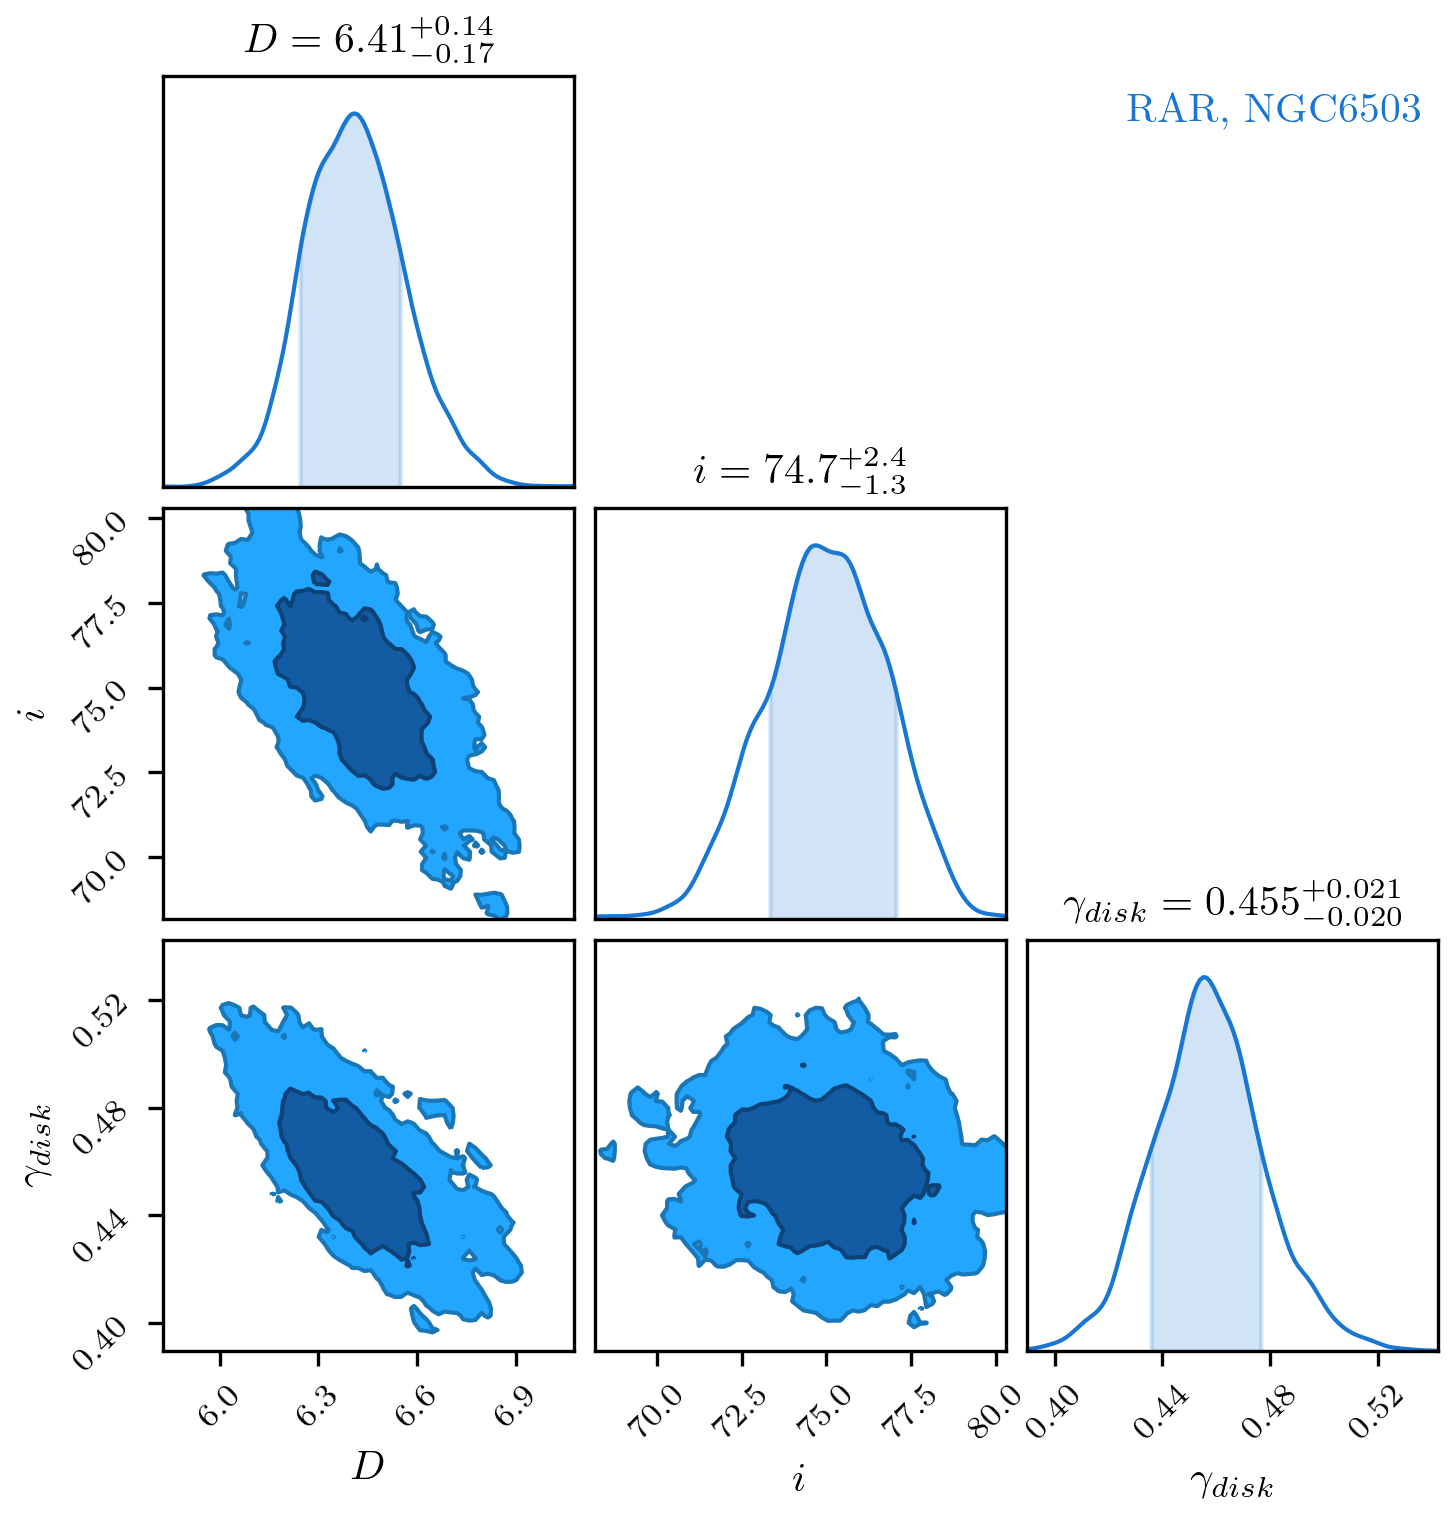 D = 6.41^{+0.14}_{-0.17}
RAR, NGC6503
i = 74.7^{+2.4}_{-1.3}
80.0
77.5
75.0
72.5
70.0
i
γ_{disk} = 0.455^{+0.021}_{-0.020}
0.52
0.48
0.44
0.40
γ_{disk}
6.0 6.3 6.6 6.9
70.0 72.5 75.0 77.5 80.0
0.40 0.44 0.48 0.52
D
i
γ_{disk}